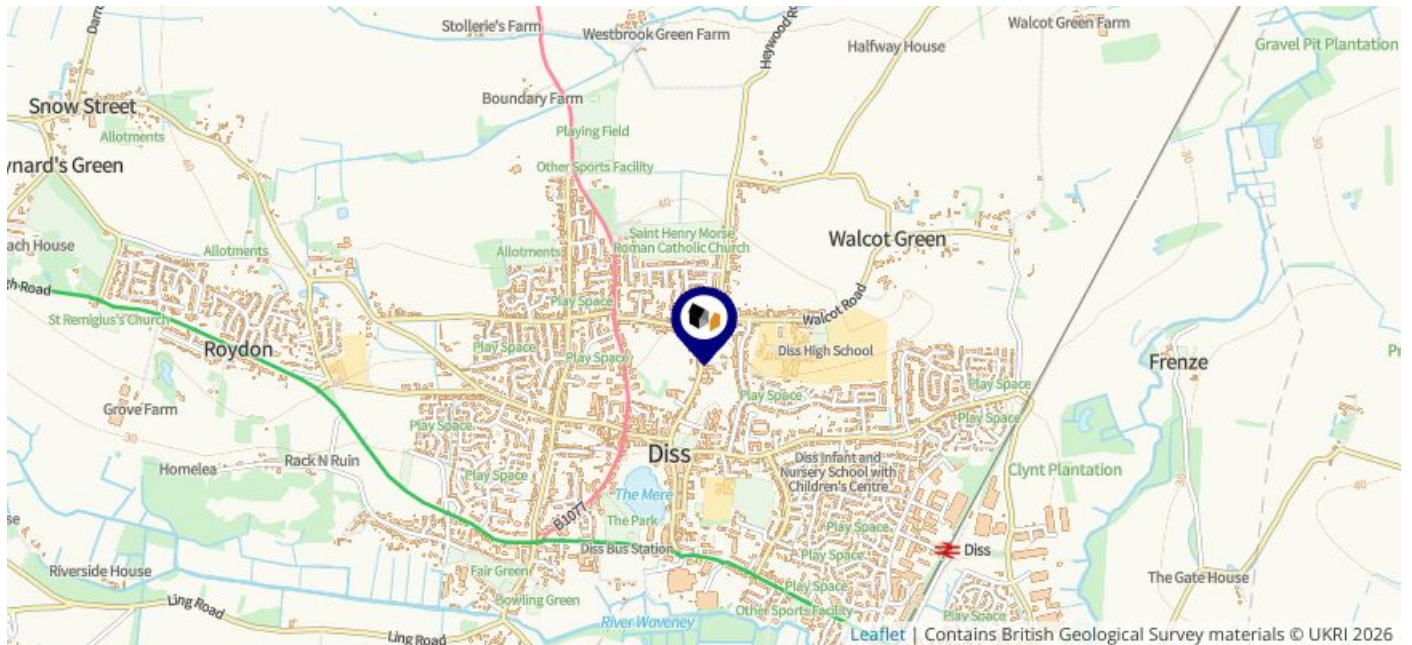 Stollerie's Farm
Westbrook Green Farm
Halfway House
Walcot Green Farm
Gravel Pit Plantation
Boundary Farm
Snow Street
Allotments
Playing Field
Other Sports Facility
ynard's Green
ach House
Allotments
Allotments
Saint Henry Morse
Roman Catholic Church
Walcot Green
gh Road
St Remigius's Church
Roydon
Play Space
Play Space
Play Space
Walcot Road
Diss High School
Frenze
Grove Farm
Play Space
Play Space
Play Space
Play Space
Homelea
Rack N Ruin
Play Space
Diss
Diss Infant and
Nursery School with
Children's Centre
Clynt Plantation
The Mere
B1077
The Park
Play Space
Diss Bus Station
Play Space
Diss
Riverside House
Fair Green
Play Space
The Gate House
Ling Road
Bowling Green
Other Sports Facility
Play Space
River Waveney
Ling Road
Leaflet | Contains British Geological Survey materials © UKRI 2026